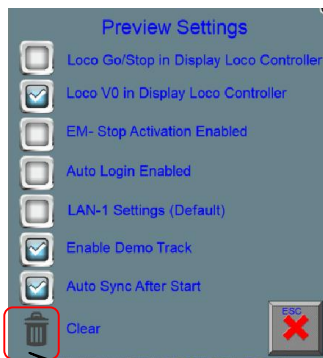 Preview Settings
Loco Go/Stop in Display Loco Controller
Loco V0 in Display Loco Controller
EM- Stop Activation Enabled
Auto Login Enabled
LAN-1 Settings (Default)
Enable Demo Track
Auto Sync After Start
Clear
ESC